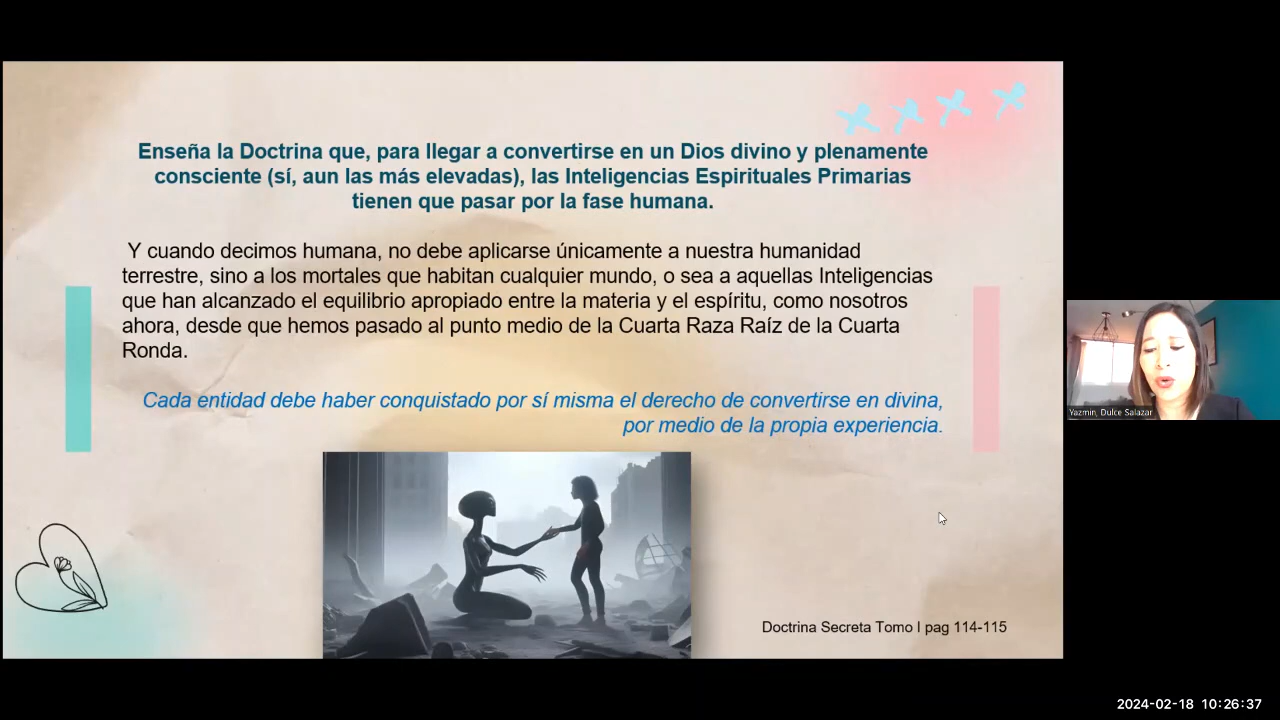 Enseña la Doctrina que, para llegar a convertirse en un Dios divino y plenamente
consciente (sí, aun las más elevadas), las Inteligencias Espirituales Primarias
tienen que pasar por la fase humana.
Y cuando decimos humana, no debe aplicarse únicamente a nuestra humanidad
terrestre, sino a los mortales que habitan cualquier mundo, o sea a aquellas Inteligencias
que han alcanzado el equilibrio apropiado entre la materia y el espíritu, como nosotros
ahora, desde que hemos pasado al punto medio de la Cuarta Raza Raíz de la Cuarta
Ronda.
Cada entidad debe haber conquistado por sí misma el derecho de convertirse en divina,
por medio de la propia experiencia.
Yazmin, Dulce Salazar
Doctrina Secreta Tomo I pag 114-115
2024-02-18 10:26:37